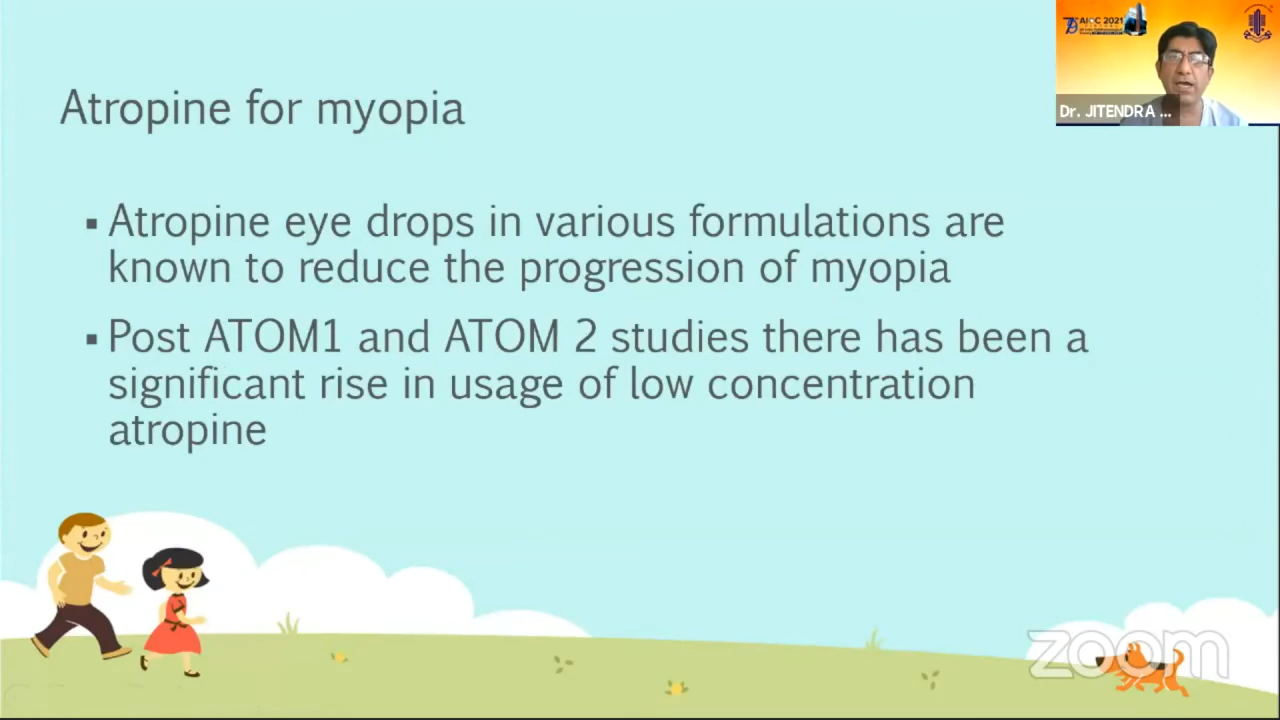 Atropine for myopia
▪ Atropine eye drops in various formulations are
known to reduce the progression of myopia
▪ Post ATOM1 and ATOM 2 studies there has been a
significant rise in usage of low concentration
atropine
AIOC 2021
Dr. JITENDRA ...
zoom